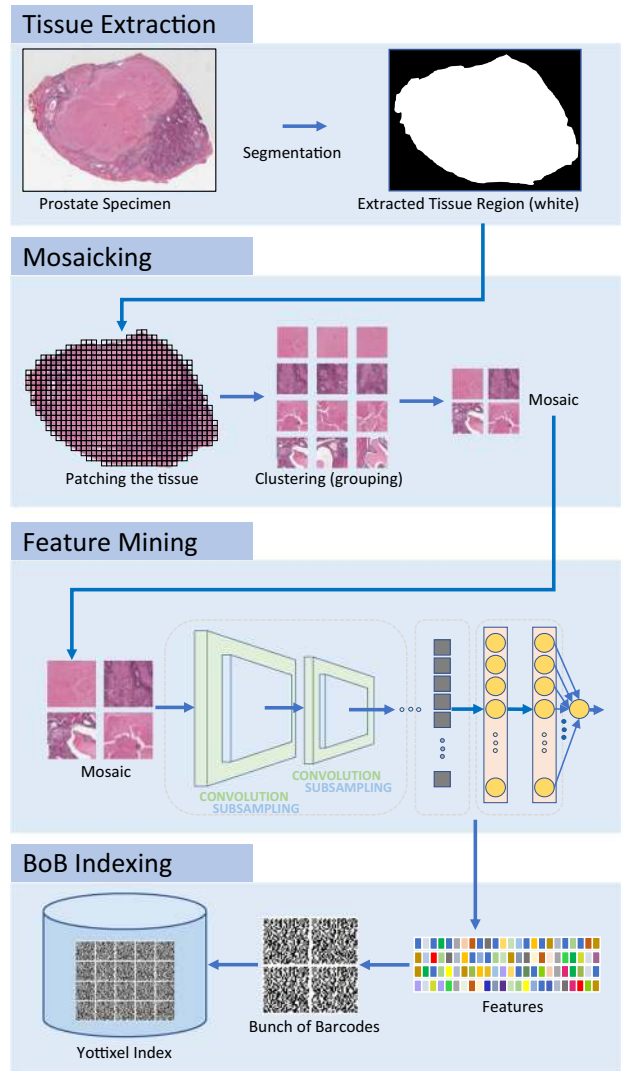 Tissue Extraction
Segmentation
Prostate Specimen
Extracted Tissue Region (white)
Mosaicking
Mosaic
Patching the tissue
Clustering (grouping)
Feature Mining
Mosaic
CONVOLUTION
SUBSAMPLING
CONVOLUTION
SUBSAMPLING
BoB Indexing
Features
Bunch of Barcodes
Yottixel Index